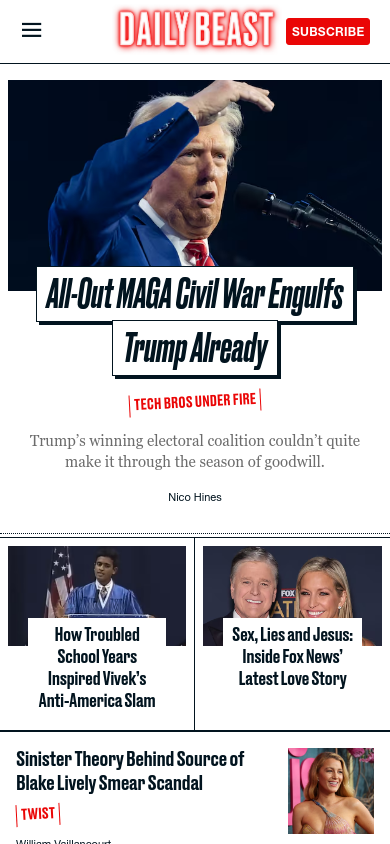 DAILY BEAST
SUBSCRIBE
All-Out MAGA Civil War Engulfs
Trump Already
TECH BROS UNDER FIRE
Trump’s winning electoral coalition couldn’t quite
make it through the season of goodwill.
Nico Hines
FOX
How Troubled
School Years
Inspired Vivek’s
Anti-America Slam
Sex, Lies and Jesus:
Inside Fox News’
Latest Love Story
Sinister Theory Behind Source of
Blake Lively Smear Scandal
TWIST
William Vaillancourt